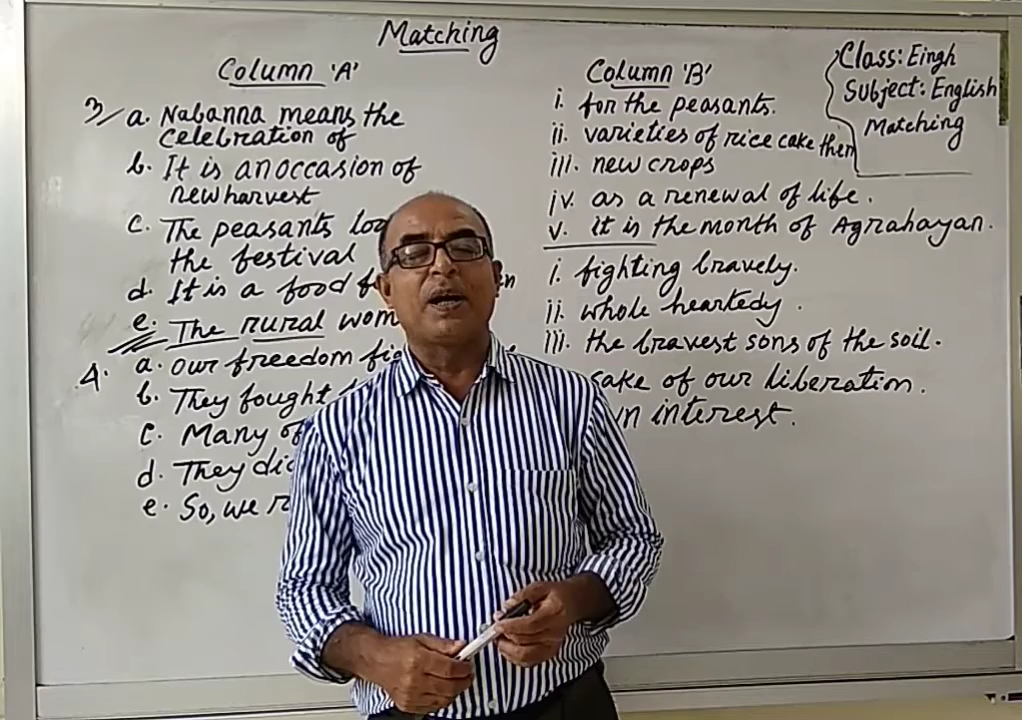 Matching
Column 'A'
3/ a. Nabanna means the
celebration of
b. It is an occasion of
new harvest
c. The peasants
the festival
d. It is a food
e. The rural
4. a. our freedom
b. They fought
c. Many
d. They
e. So, we
Column 'B'
i. for the peasants.
ii. varieties of rice cake then
iii. new crops
iv. as a renewal of life.
v. it is the month of Agrahayan.
i. fighting bravely.
ii. whole heartedy.
iii. the bravest sons of the soil.
sake of our liberation.
interest.
Class: Eingh
Subject: English
Matching